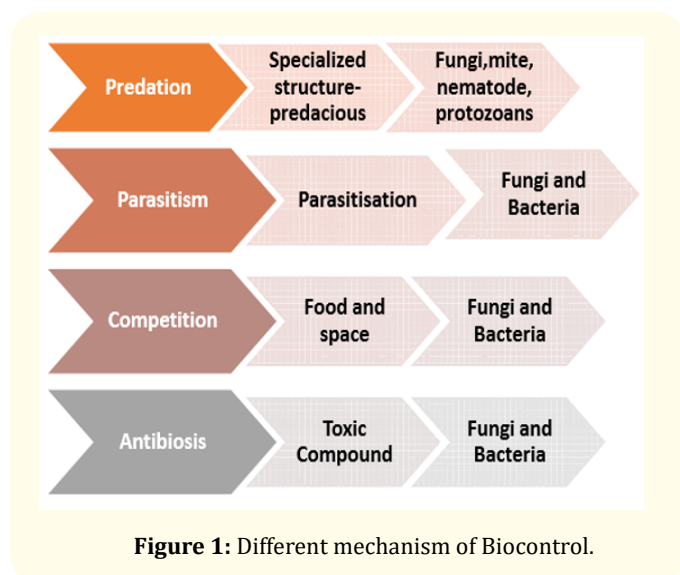 Predation
Specialized
structure-
predacious
Fungi,mite,
nematode,
protozoans
Parasitism
Parasitisation
Fungi and
Bacteria
Competition
Food and
space
Fungi and
Bacteria
Antibiosis
Toxic
Compound
Fungi and
Bacteria
Figure 1: Different mechanism of Biocontrol.